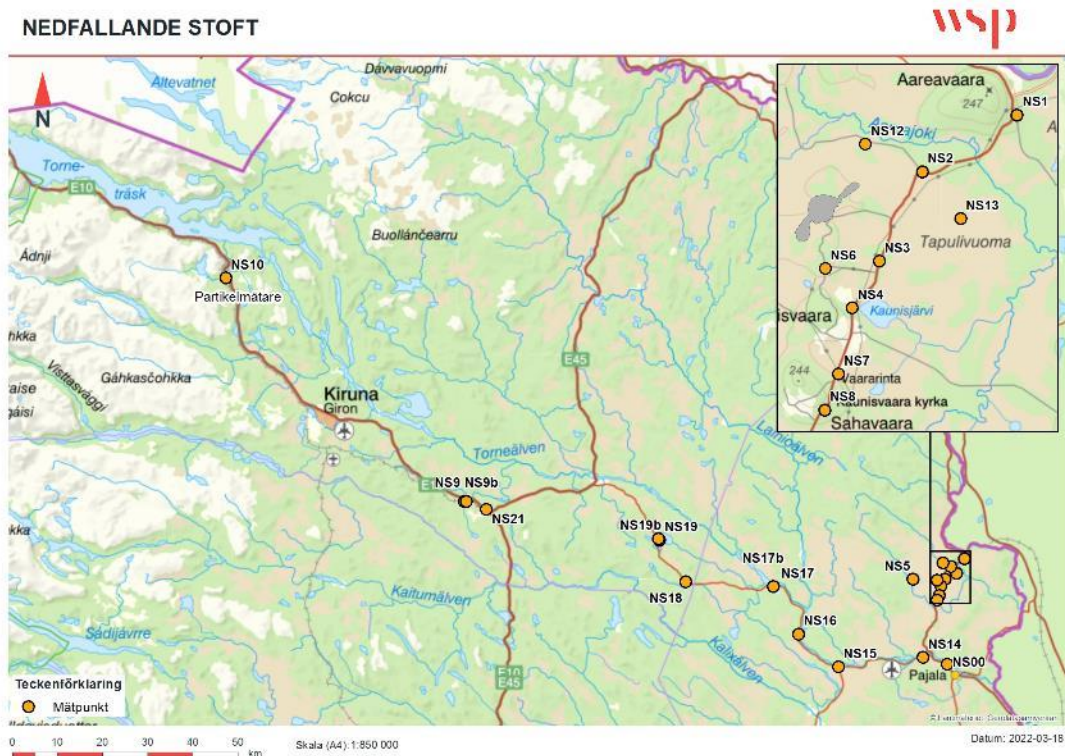 NEDFALLANDE STOFT
wsp
Altevatnet
Davvavuopmi
Cokcu
N
Torne-
träsk
E10
Buollánčearru
Ádnji
NS10
Partikelmätare
Visttasvággi
Gáhkasčohkka
Kiruna
Giron
E45
Torneälven
Lainioälven
NS9
NS9b
NS21
NS19b
NS19
NS17b
NS17
NS18
NS16
NS15
NS5
NS14
NS00
Pajala
Kaitumälven
Kalixälven
Sádijávrre
E10
E45
Aareavaara
247
NS1
NS12
NS2
NS13
Tapulivuoma
NS6
NS3
NS4
Kaunisjärvi
isvaara
NS7
244
Vaararinta
NS8
Kaunisvaara kyrka
Sahavaara
Teckenförklaring
Mätpunkt
0 10 20 30 40 50
km
Skala (A4): 1:850 000
Datum: 2022-03-18